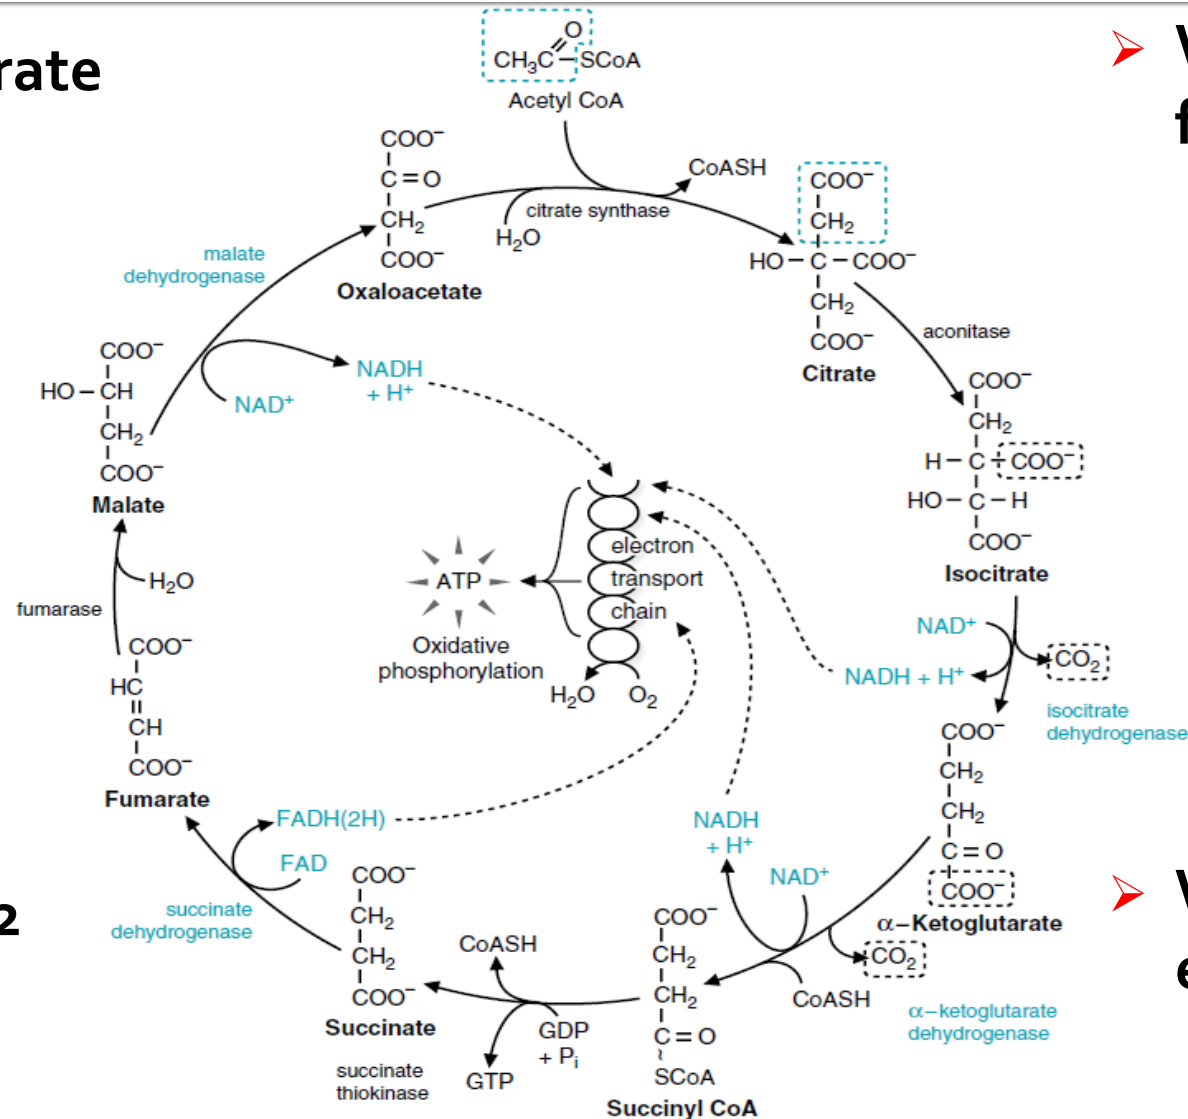 rate
V
f
O
CH₃C–SCoA
Acetyl CoA
COO⁻
C=O
CH₂
COO⁻
Oxaloacetate
CoASH
citrate synthase
H₂O
COO⁻
CH₂
HO–C–COO⁻
CH₂
COO⁻
Citrate
aconitase
COO⁻
CH₂
H–C–COO⁻
HO–C–H
COO⁻
Isocitrate
NAD⁺
CO₂
NADH + H⁺
isocitrate
dehydrogenase
COO⁻
CH₂
CH₂
C=O
COO⁻
α–Ketoglutarate
NADH
+ H⁺
NAD⁺
CO₂
CoASH
α–ketoglutarate
dehydrogenase
COO⁻
CH₂
CH₂
C=O
SCoA
Succinyl CoA
CoASH
GDP
+ Pᵢ
GTP
succinate
thiokinase
COO⁻
CH₂
CH₂
COO⁻
Succinate
FADH(2H)
FAD
succinate
dehydrogenase
COO⁻
HC
CH
COO⁻
Fumarate
fumarase
H₂O
COO⁻
HO–CH
CH₂
COO⁻
Malate
malate
dehydrogenase
NAD⁺
NADH
+ H⁺
electron
transport
chain
ATP
Oxidative
phosphorylation
H₂O
O₂
2
V
e